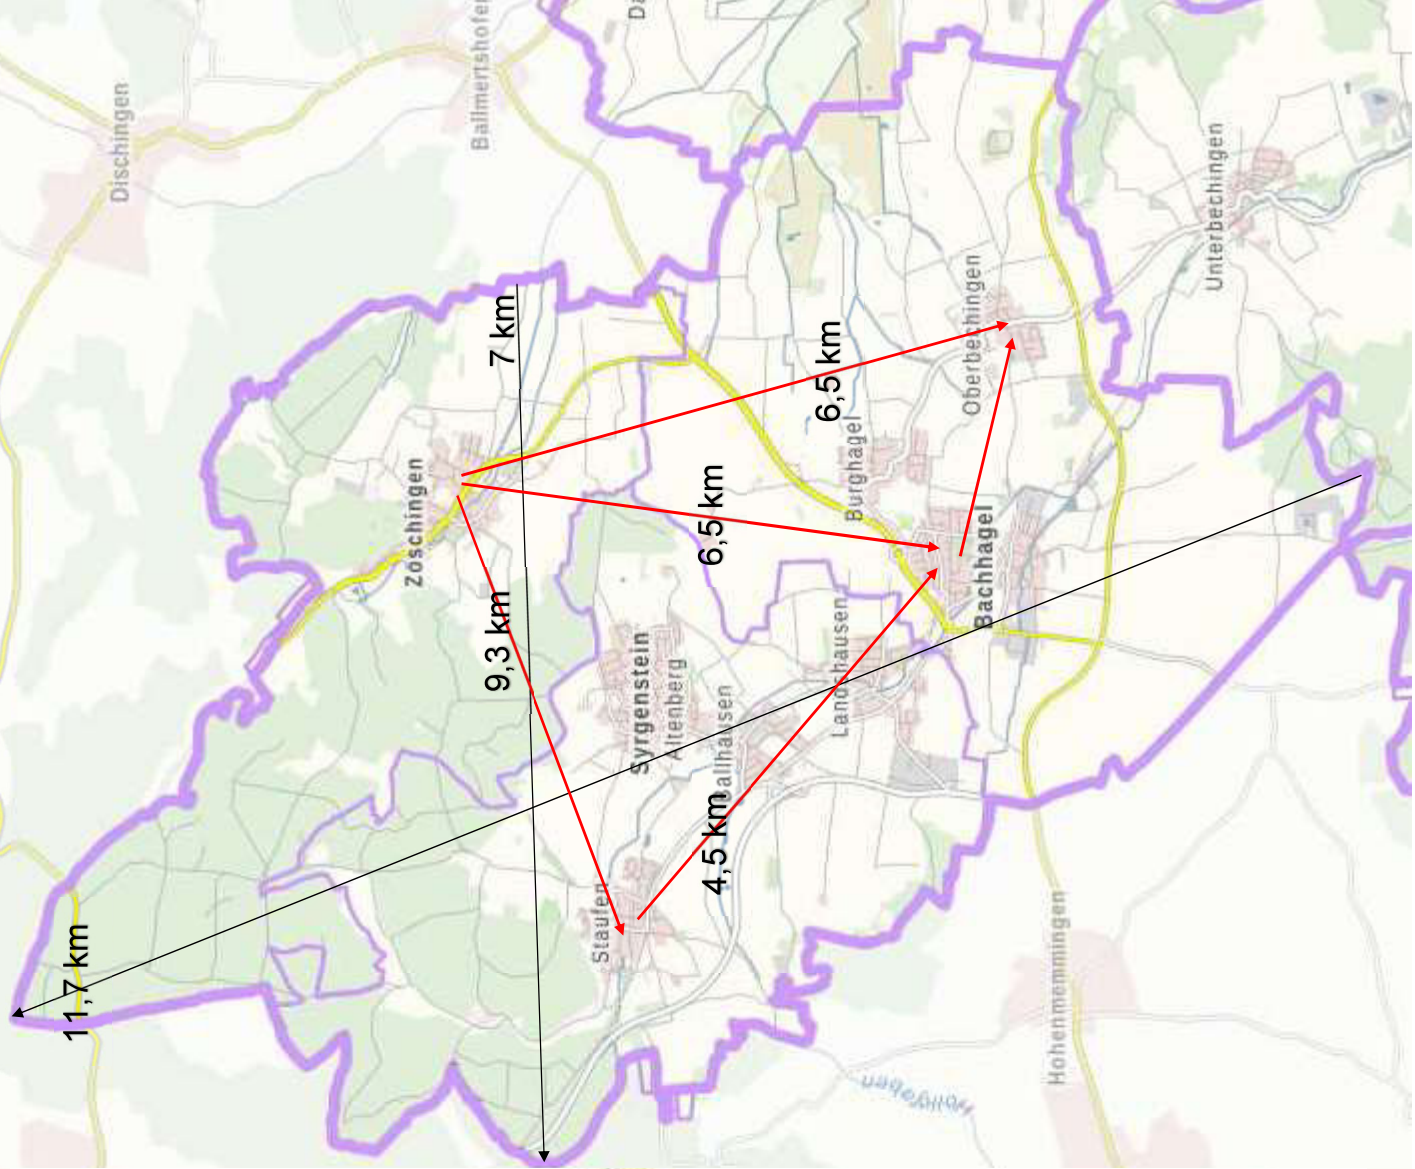 Dischingen
Ballmertshofen
Da
Unterbechingen
Oberbechingen
7 km
6,5 km
Burghagel
Zöschingen
6,5 km
Bachhagel
9,3 km
Landshausen
Syrgenstein
Altenberg
Ballhausen
4,5 km
Staufen
11,7 km
Hohenmemmingen